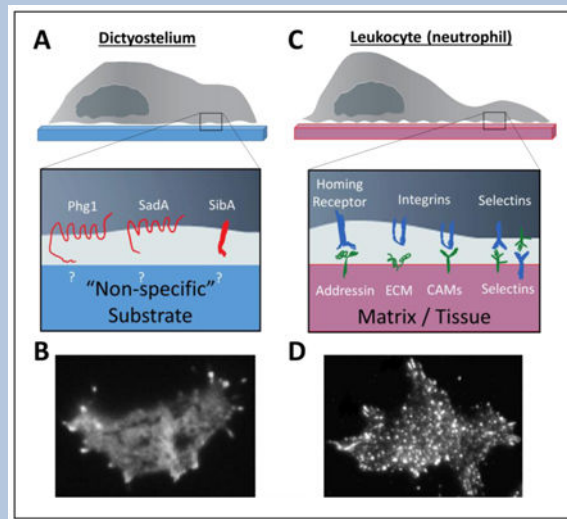 A
Dictyostelium
Phg1 SadA SibA
? ? ?
"Non-specific"
Substrate
B
C
Leukocyte (neutrophil)
Homing
Receptor Integrins Selectins
Addressin ECM CAMs Selectins
Matrix / Tissue
D